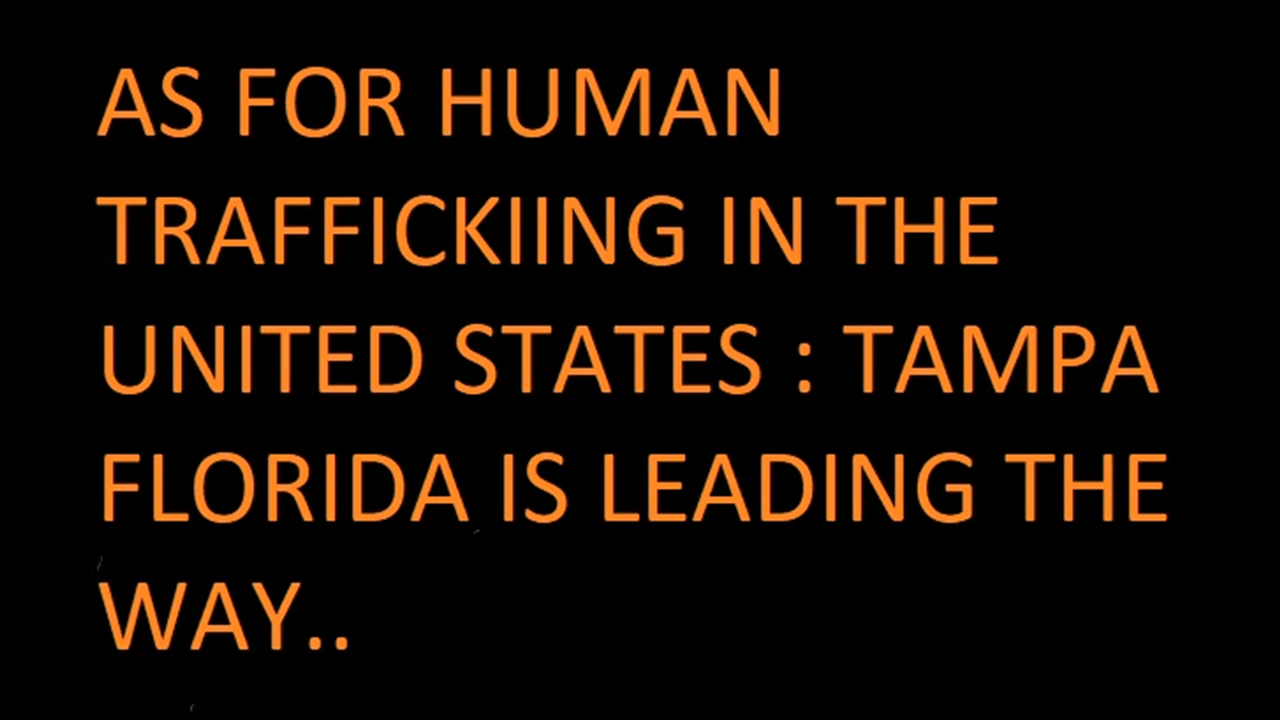 AS FOR HUMAN
TRAFFICKIING IN THE
UNITED STATES : TAMPA
FLORIDA IS LEADING THE
WAY..